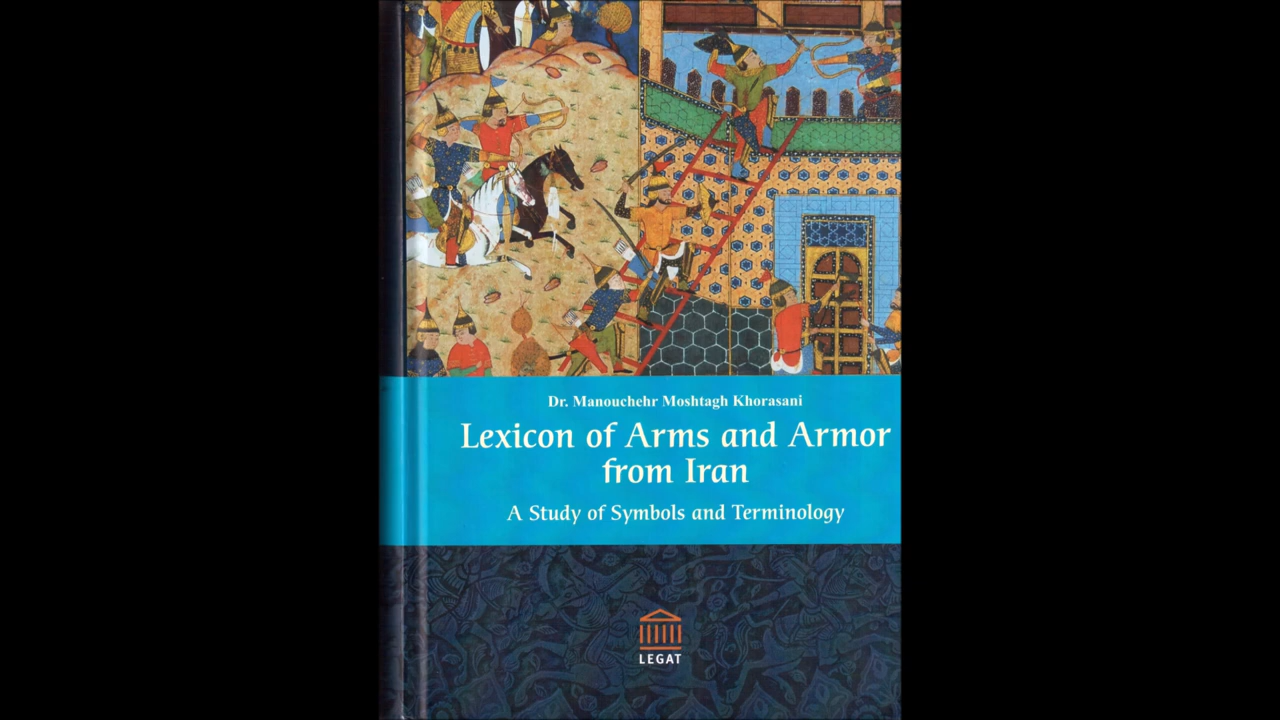 Dr. Manouchehr Moshtagh Khorasani
Lexicon of Arms and Armor
from Iran
A Study of Symbols and Terminology
LEGAT